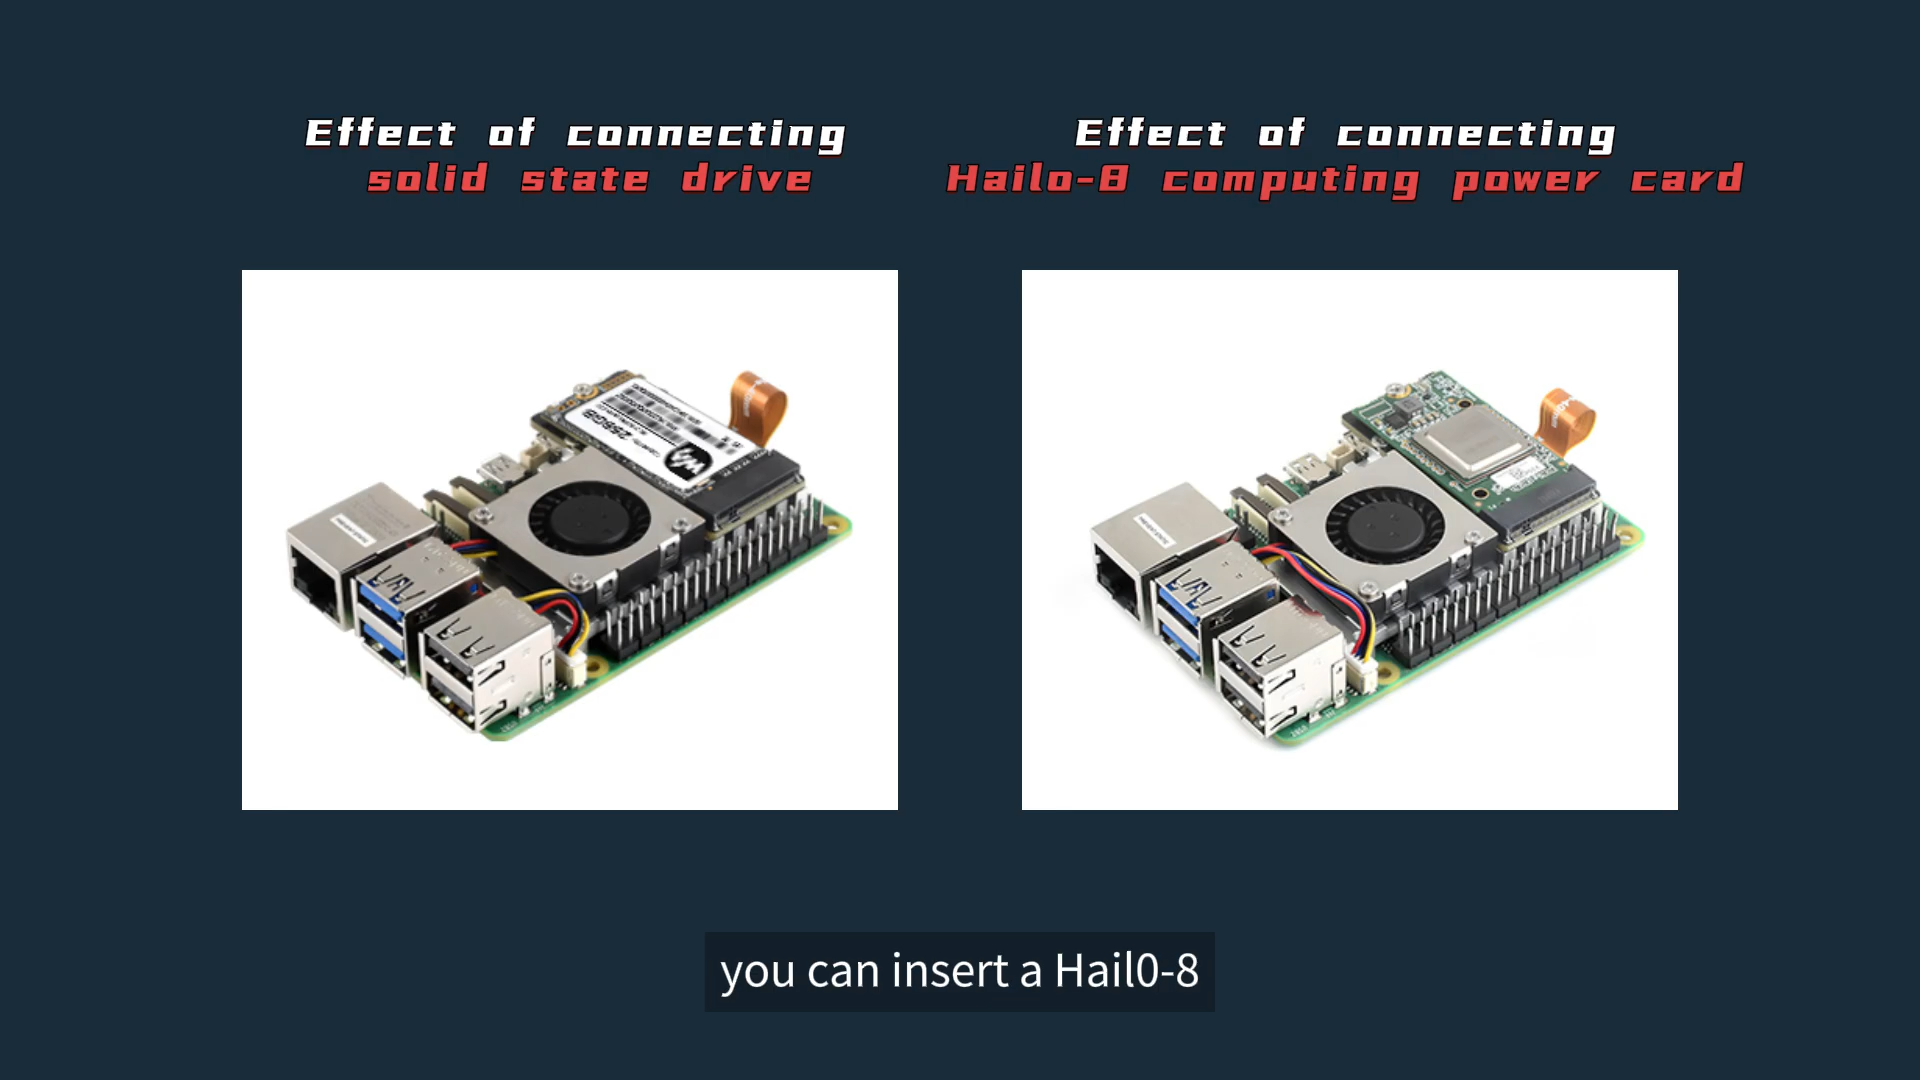 Effect of connecting
solid state drive
Effect of connecting
Hailo-8 computing power card
256GB
you can insert a Hail0-8